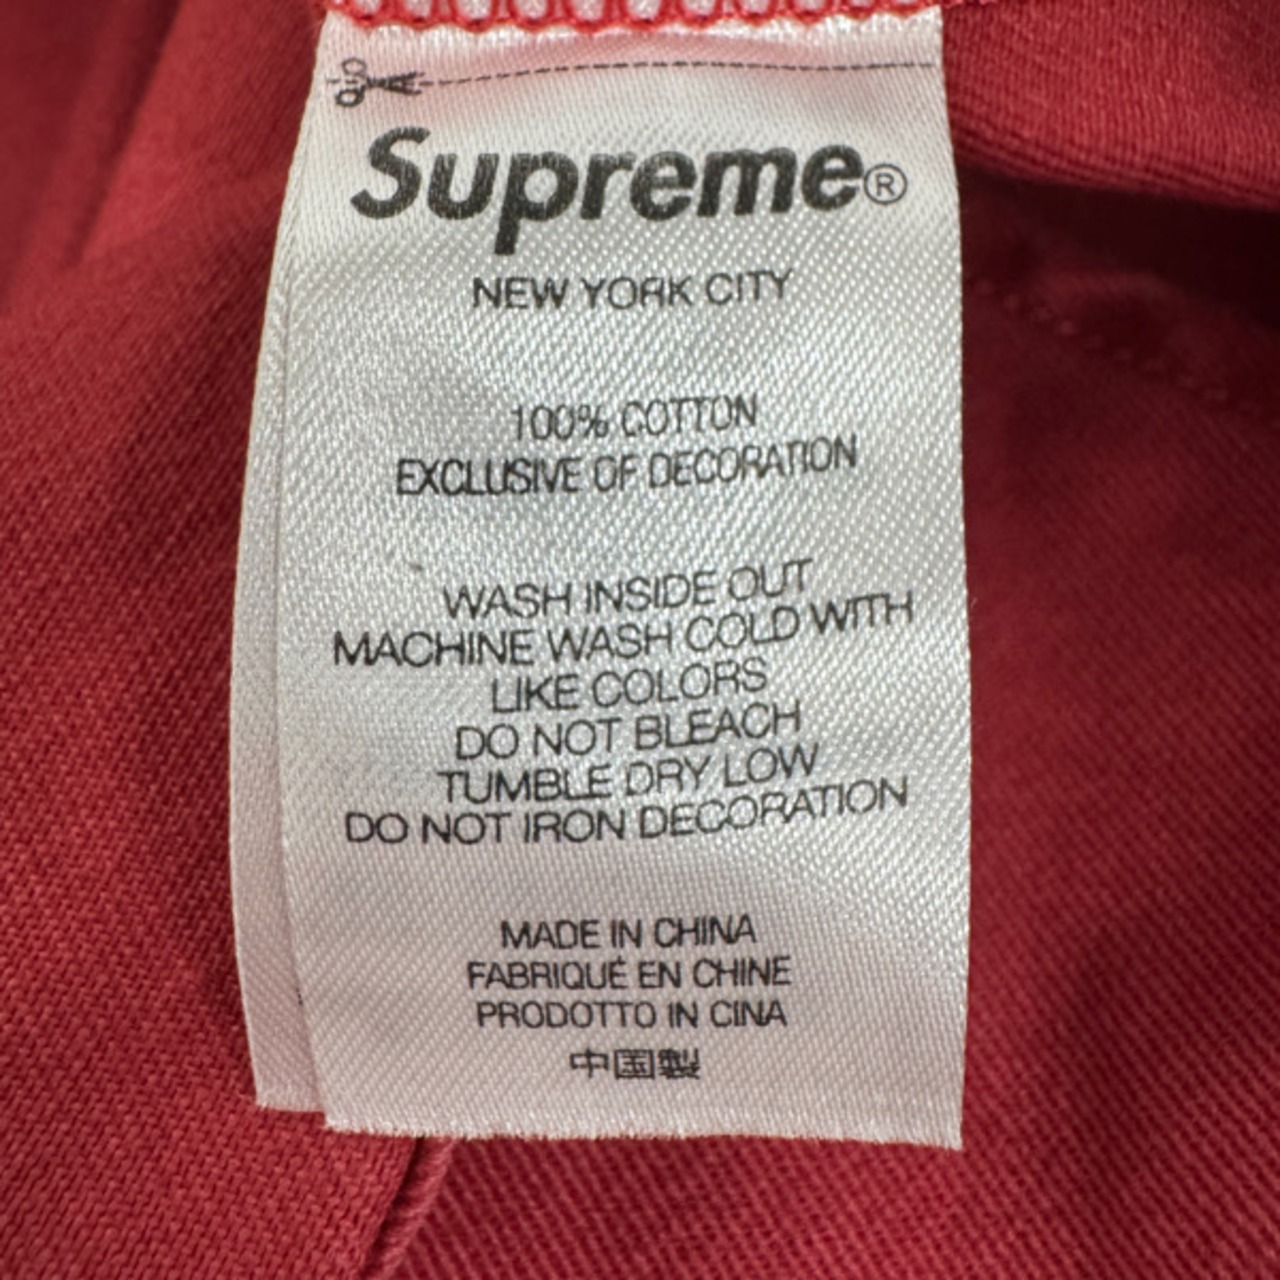 Supreme®
NEW YORK CITY
100% COTTON
EXCLUSIVE OF DECORATION
WASH INSIDE OUT
MACHINE WASH COLD WITH
LIKE COLORS
DO NOT BLEACH
TUMBLE DRY LOW
DO NOT IRON DECORATION
MADE IN CHINA
FABRIQUÉ EN CHINE
PRODOTTO IN CINA
中国製